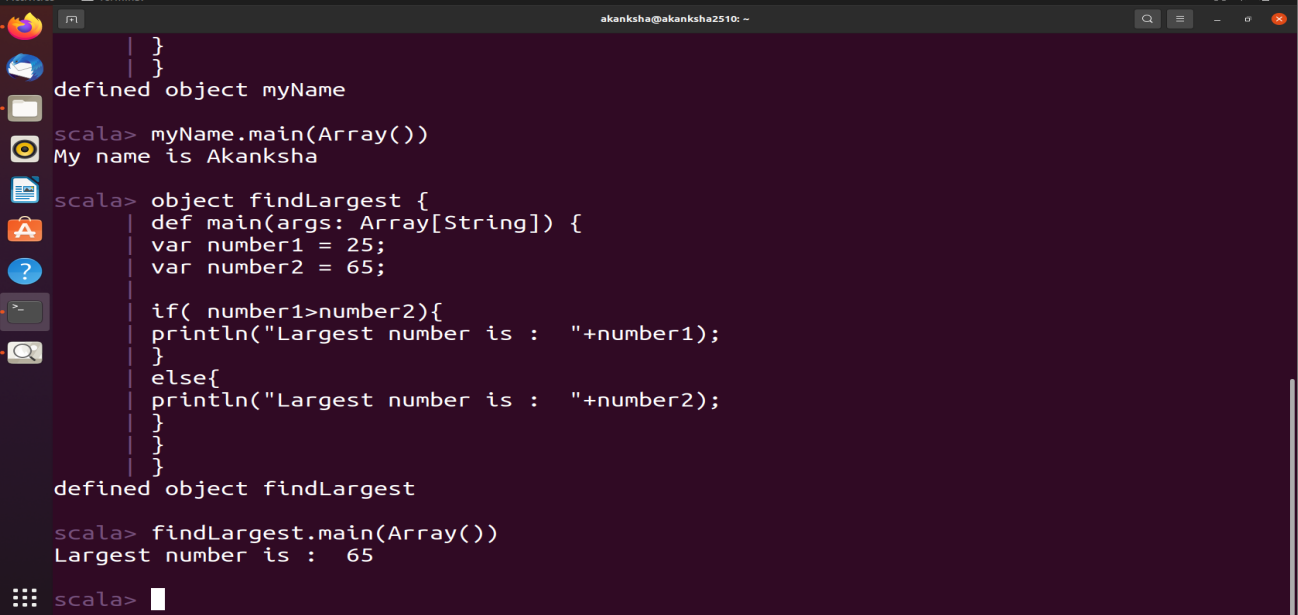 akanksha@akanksha2510: ~
| }
| }
defined object myName
scala> myName.main(Array())
My name is Akanksha
scala> object findLargest {
| def main(args: Array[String]) {
| var number1 = 25;
| var number2 = 65;
|
| if( number1>number2){
| println("Largest number is :  "+number1);
| }
| else{
| println("Largest number is :  "+number2);
| }
| }
| }
defined object findLargest
scala> findLargest.main(Array())
Largest number is :  65
scala>